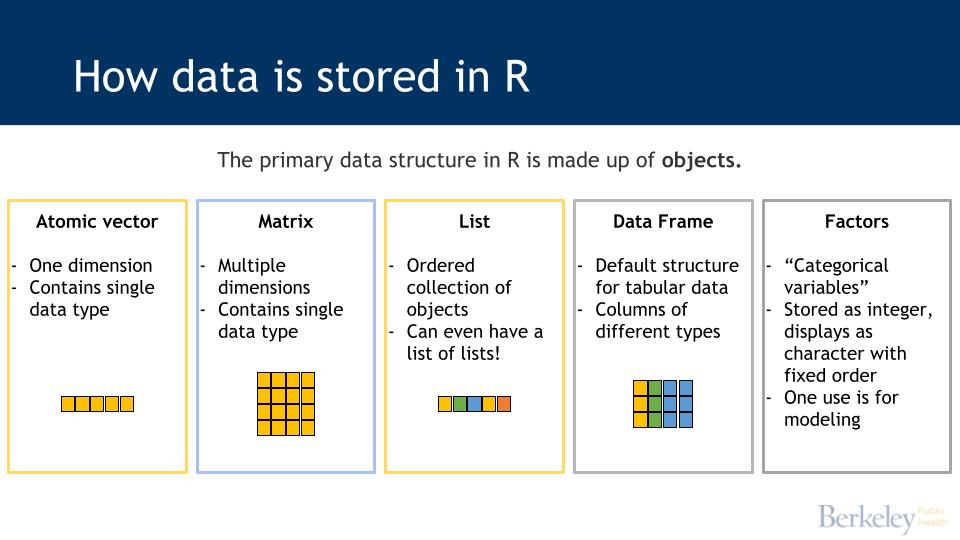 How data is stored in R
The primary data structure in R is made up of objects.
Atomic vector
- One dimension
- Contains single
data type
Matrix
- Multiple
dimensions
- Contains single
data type
List
- Ordered
collection of
objects
- Can even have a
list of lists!
Data Frame
- Default structure
for tabular data
- Columns of
different types
Factors
- “Categorical
variables”
- Stored as integer,
displays as
character with
fixed order
- One use is for
modeling
Berkeley Public
Health